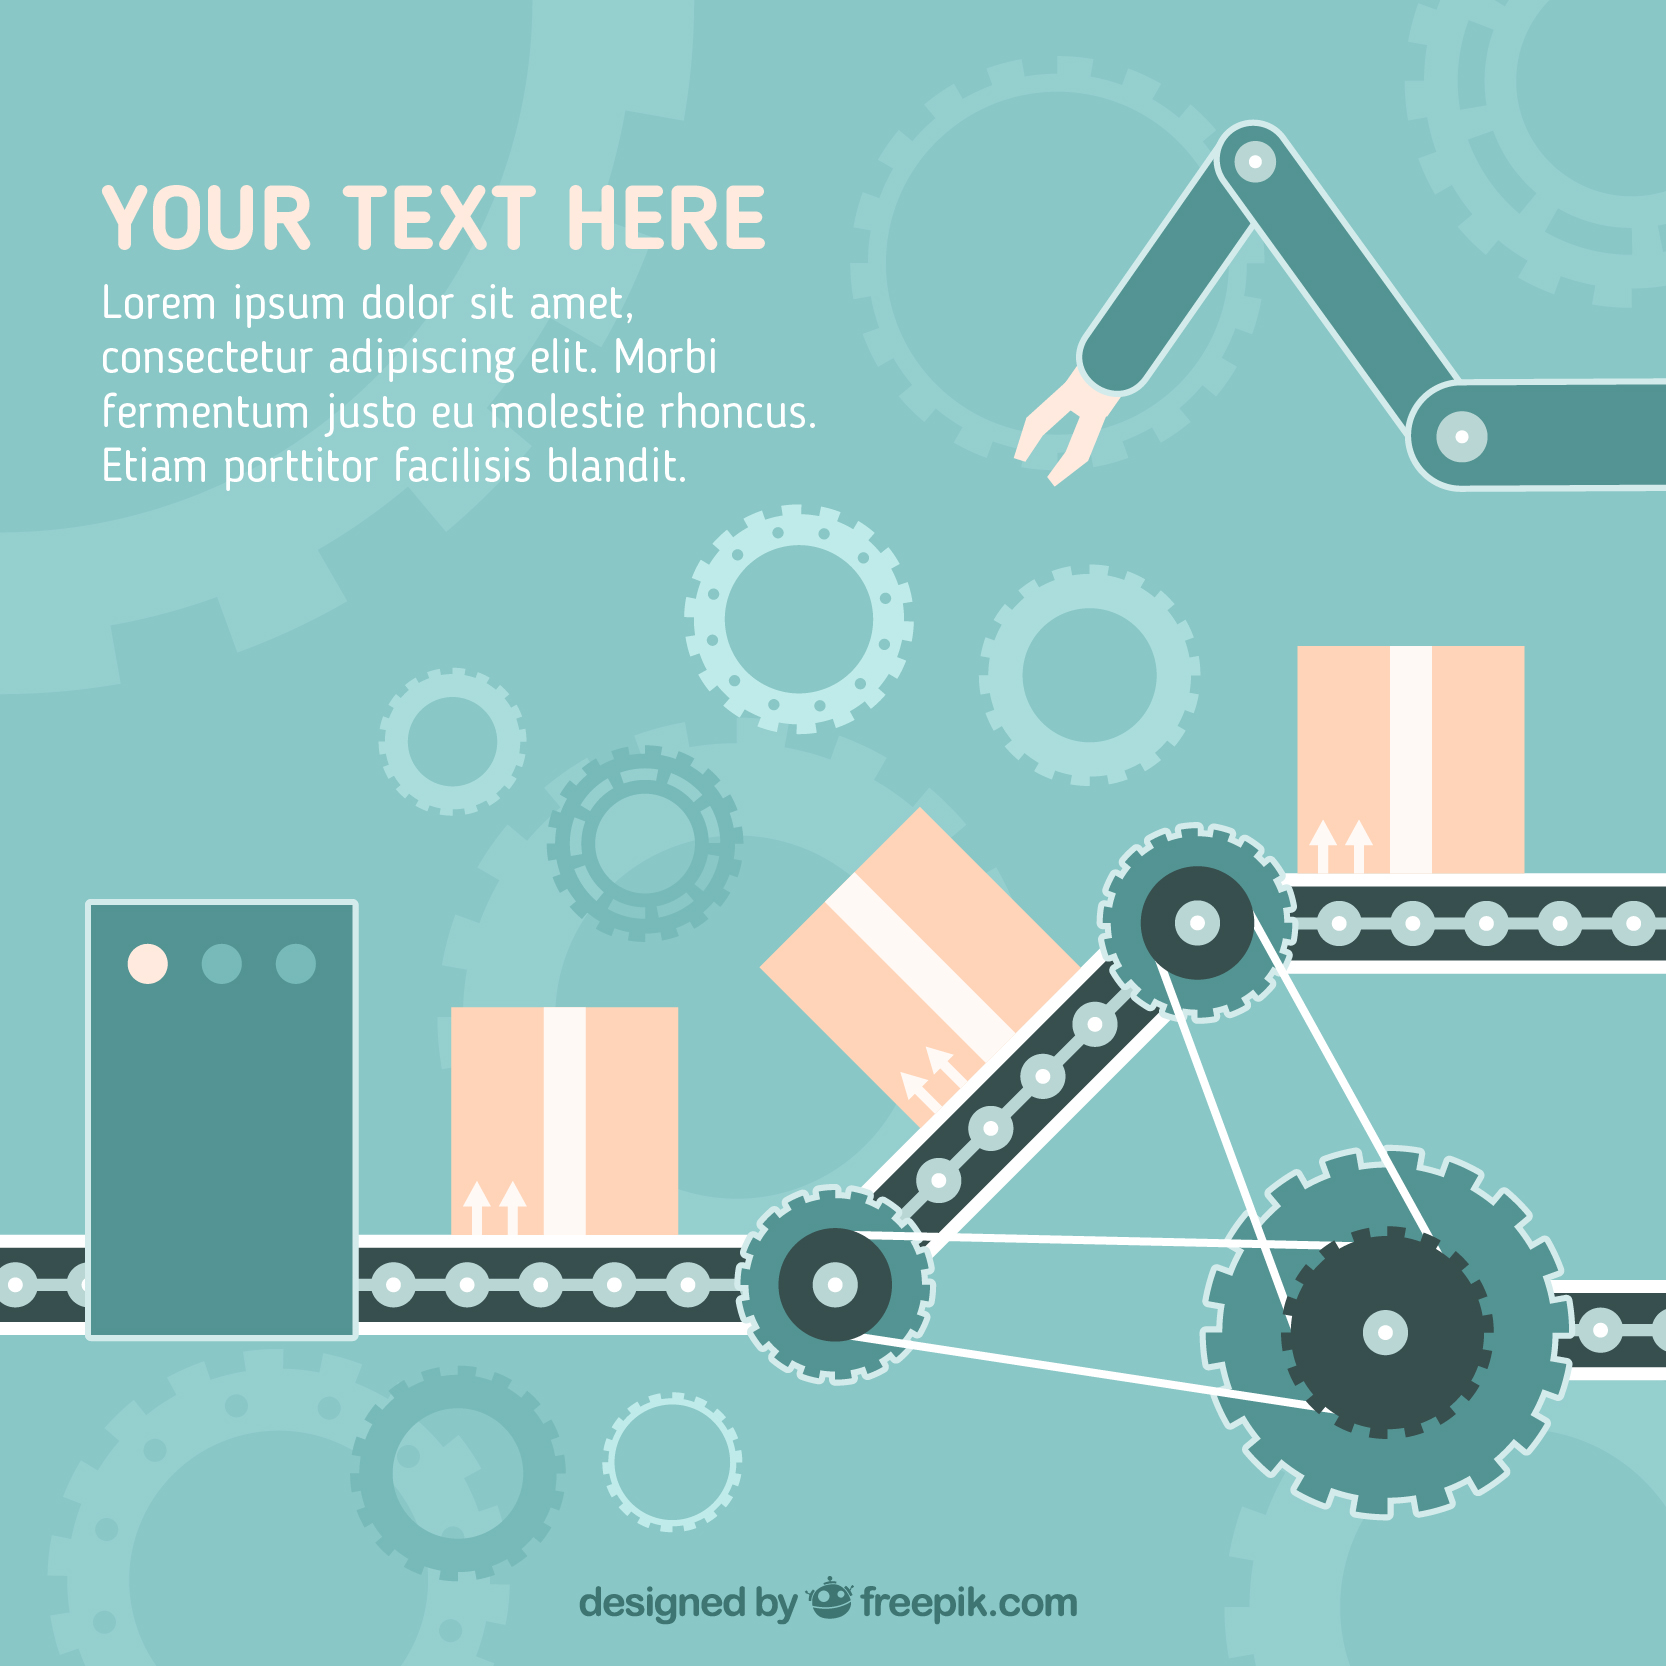 YOUR TEXT HERE
Lorem ipsum dolor sit amet,
consectetur adipiscing elit. Morbi
fermentum justo eu molestie rhoncus.
Etiam porttitor facilisis blandit.
designed by freepik.com